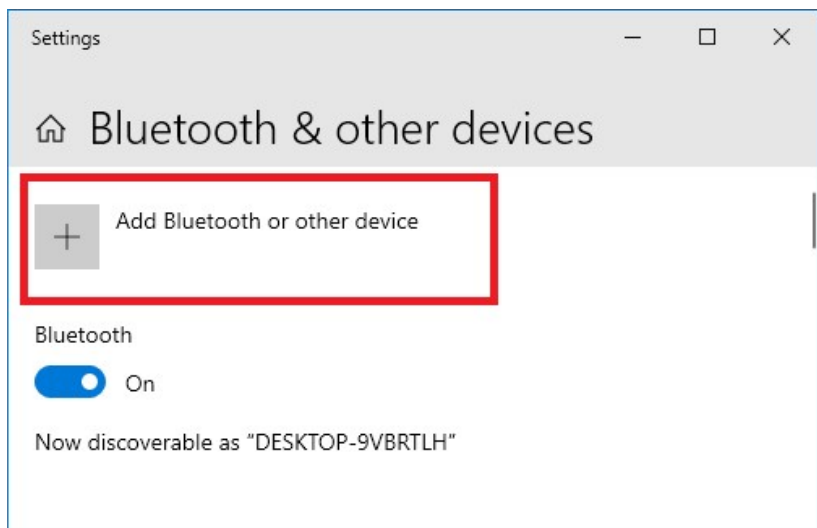 Settings
Bluetooth & other devices
Add Bluetooth or other device
Bluetooth
On
Now discoverable as “DESKTOP-9VBRTLH”